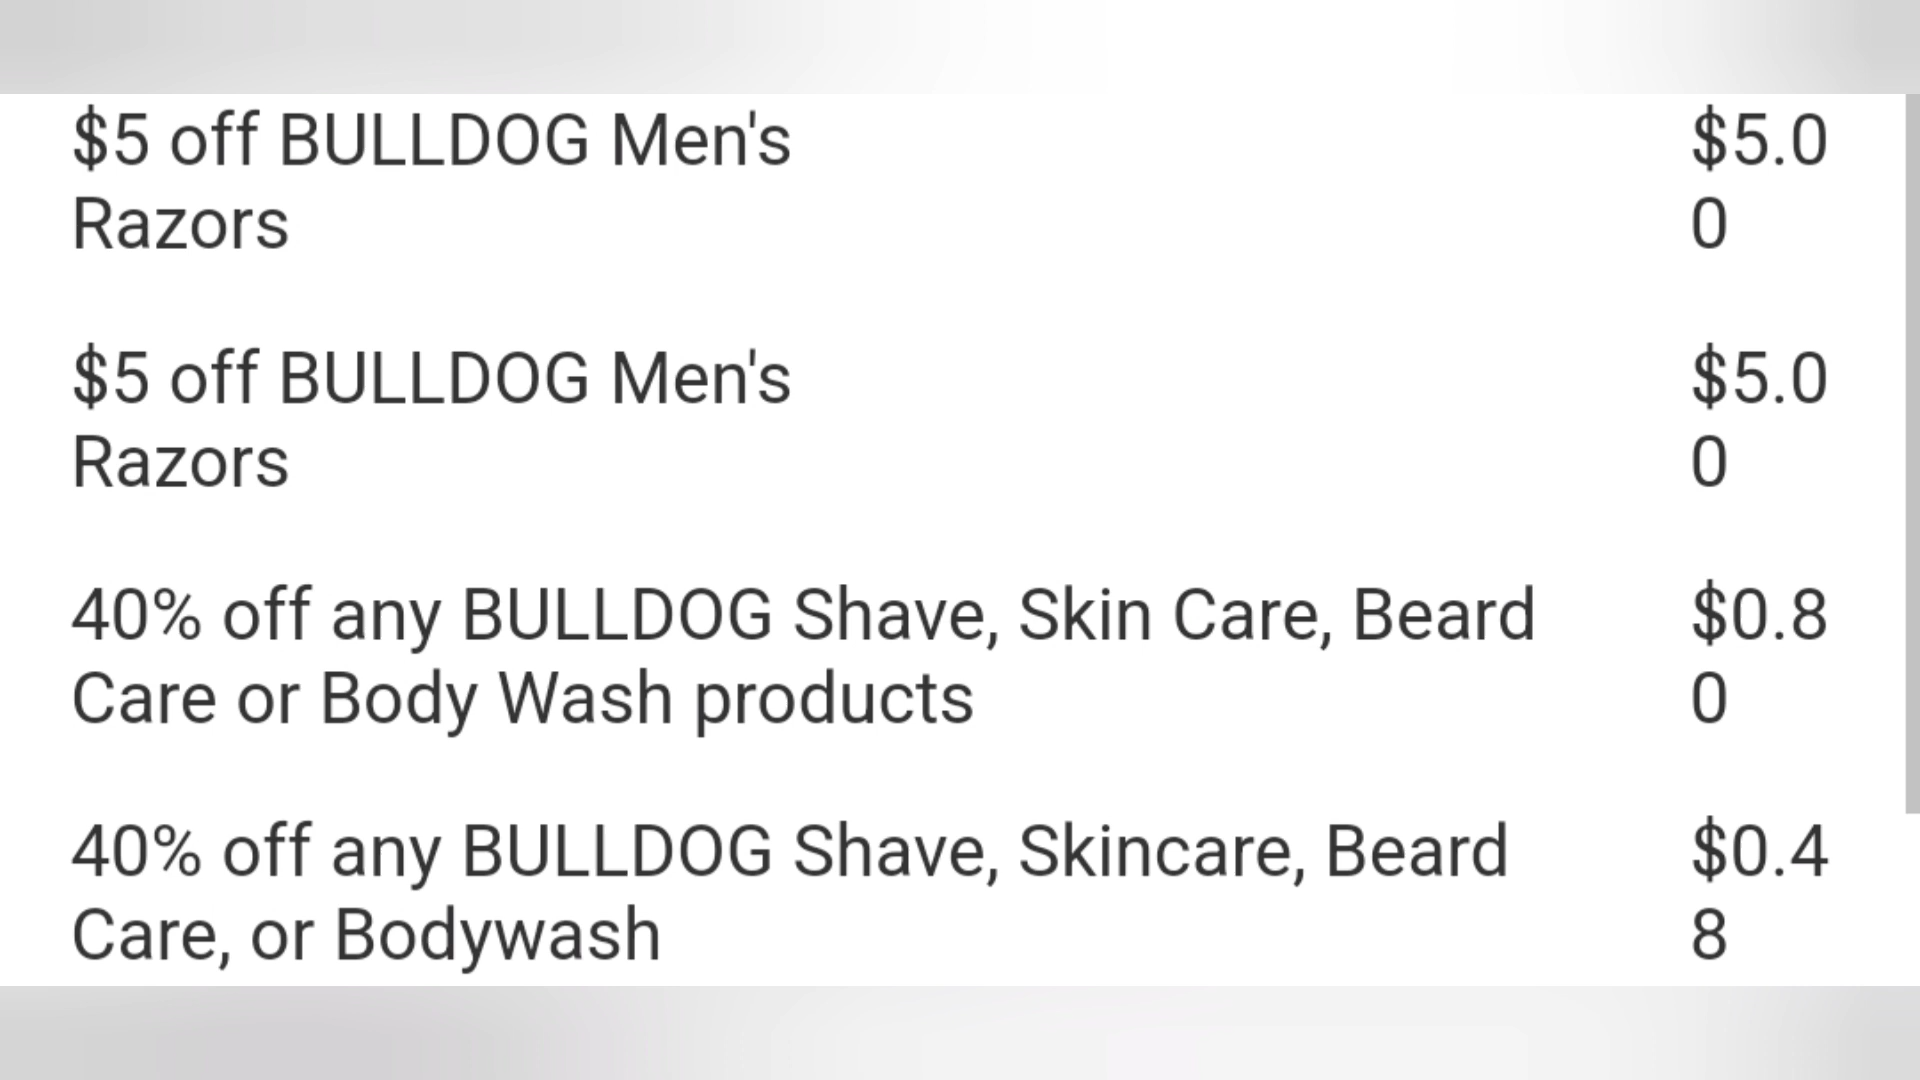 $5 off BULLDOG Men's $5.0
Razors 0
$5 off BULLDOG Men's $5.0
Razors 0
40% off any BULLDOG Shave, Skin Care, Beard $0.8
Care or Body Wash products 0
40% off any BULLDOG Shave, Skincare, Beard $0.4
Care, or Bodywash 8